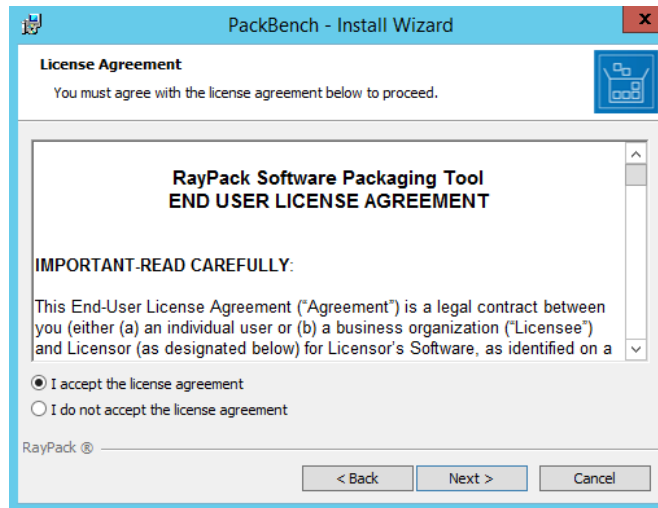 PackBench - Install Wizard
x
License Agreement
You must agree with the license agreement below to proceed.
RayPack Software Packaging Tool
END USER LICENSE AGREEMENT
IMPORTANT-READ CAREFULLY:
This End-User License Agreement (“Agreement”) is a legal contract between
you (either (a) an individual user or (b) a business organization (“Licensee”)
and Licensor (as designated below) for Licensor’s Software, as identified on a
I accept the license agreement
I do not accept the license agreement
RayPack ®
< Back Next > Cancel